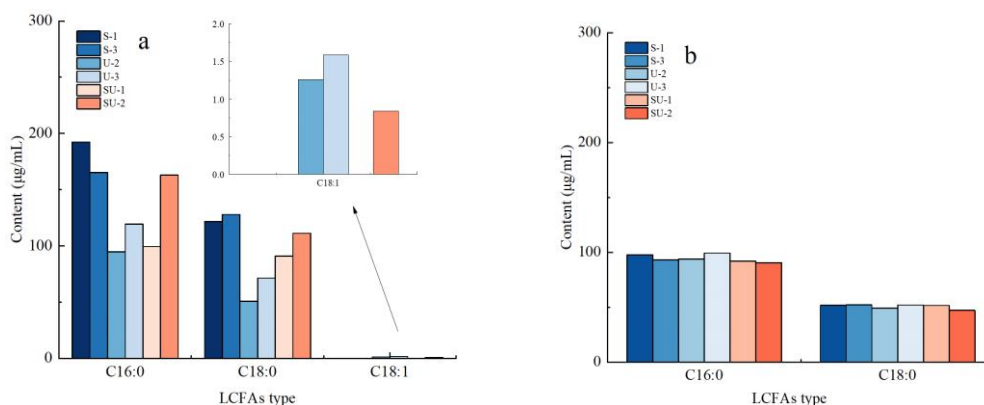 a
S-1
S-3
U-2
U-3
SU-1
SU-2
Content (μg/mL)
300
200
100
0
C16:0
C18:0
C18:1
LCFAs type
2.0
1.5
1.0
0.5
0.0
C18:1
b
S-1
S-3
U-2
U-3
SU-1
SU-2
Content (μg/mL)
300
200
100
0
C16:0
C18:0
LCFAs type